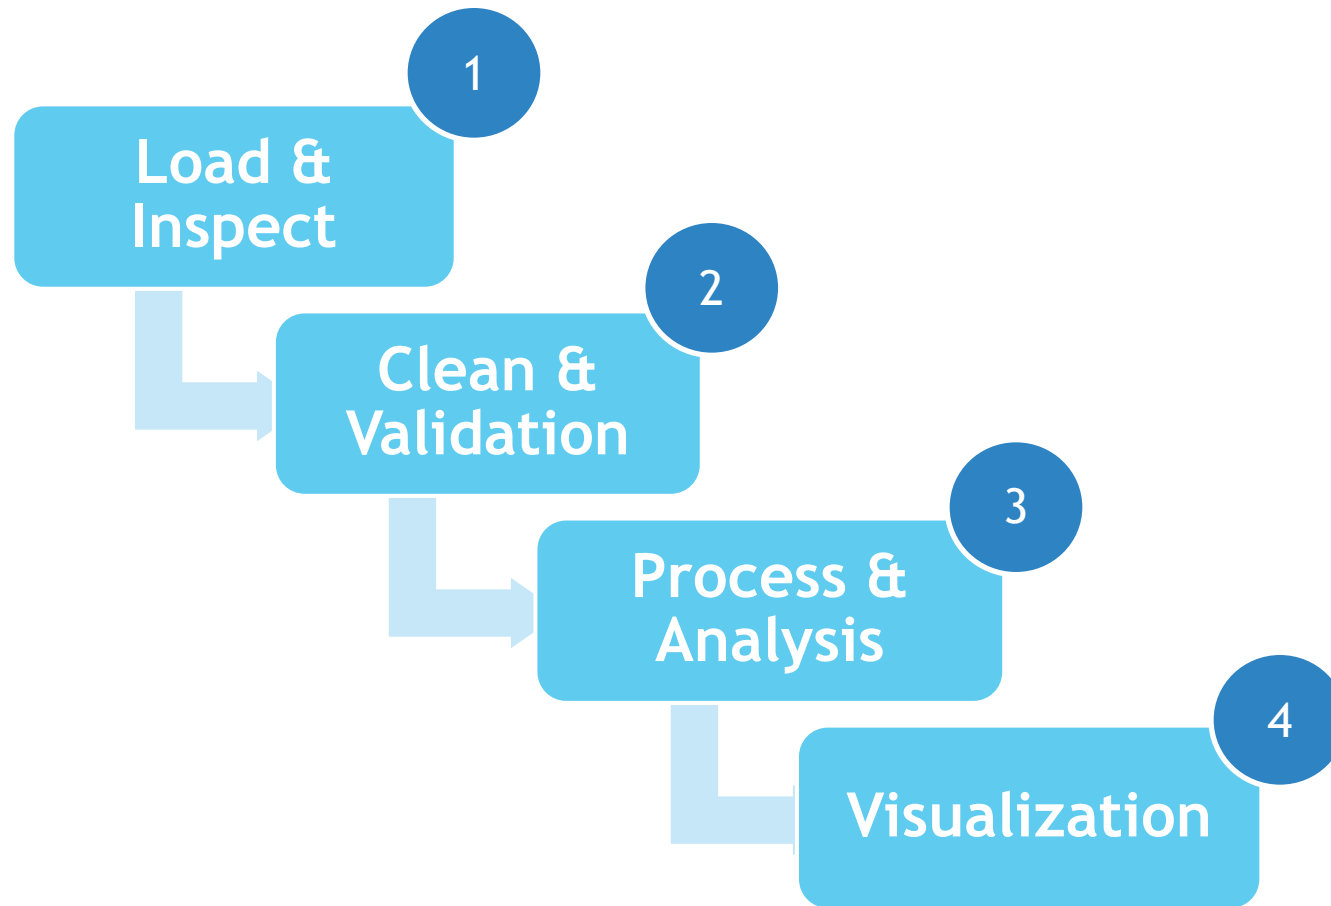 1
Load &
Inspect
2
Clean &
Validation
3
Process &
Analysis
4
Visualization